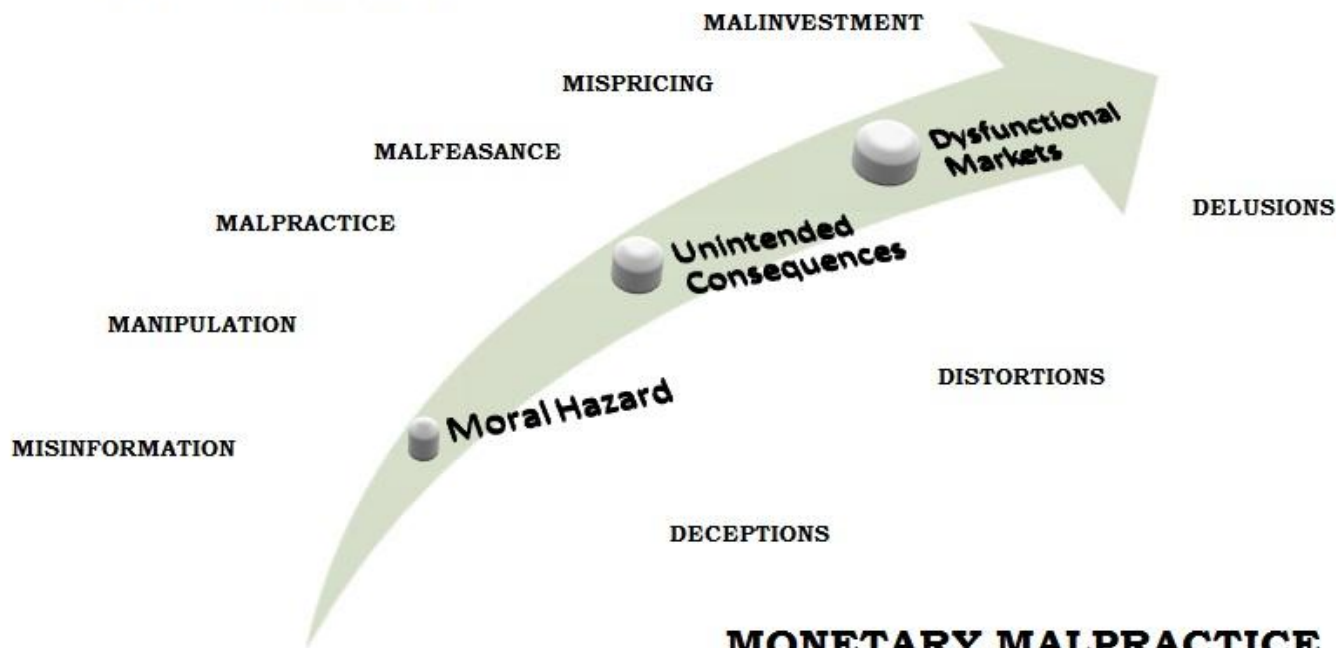 MALINVESTMENT
MISPRICING
Dysfunctional
Markets
MALFEASANCE
DELUSIONS
MALPRACTICE
Unintended
Consequences
MANIPULATION
DISTORTIONS
Moral Hazard
MISINFORMATION
DECEPTIONS
MONETARY MALPRACTICE